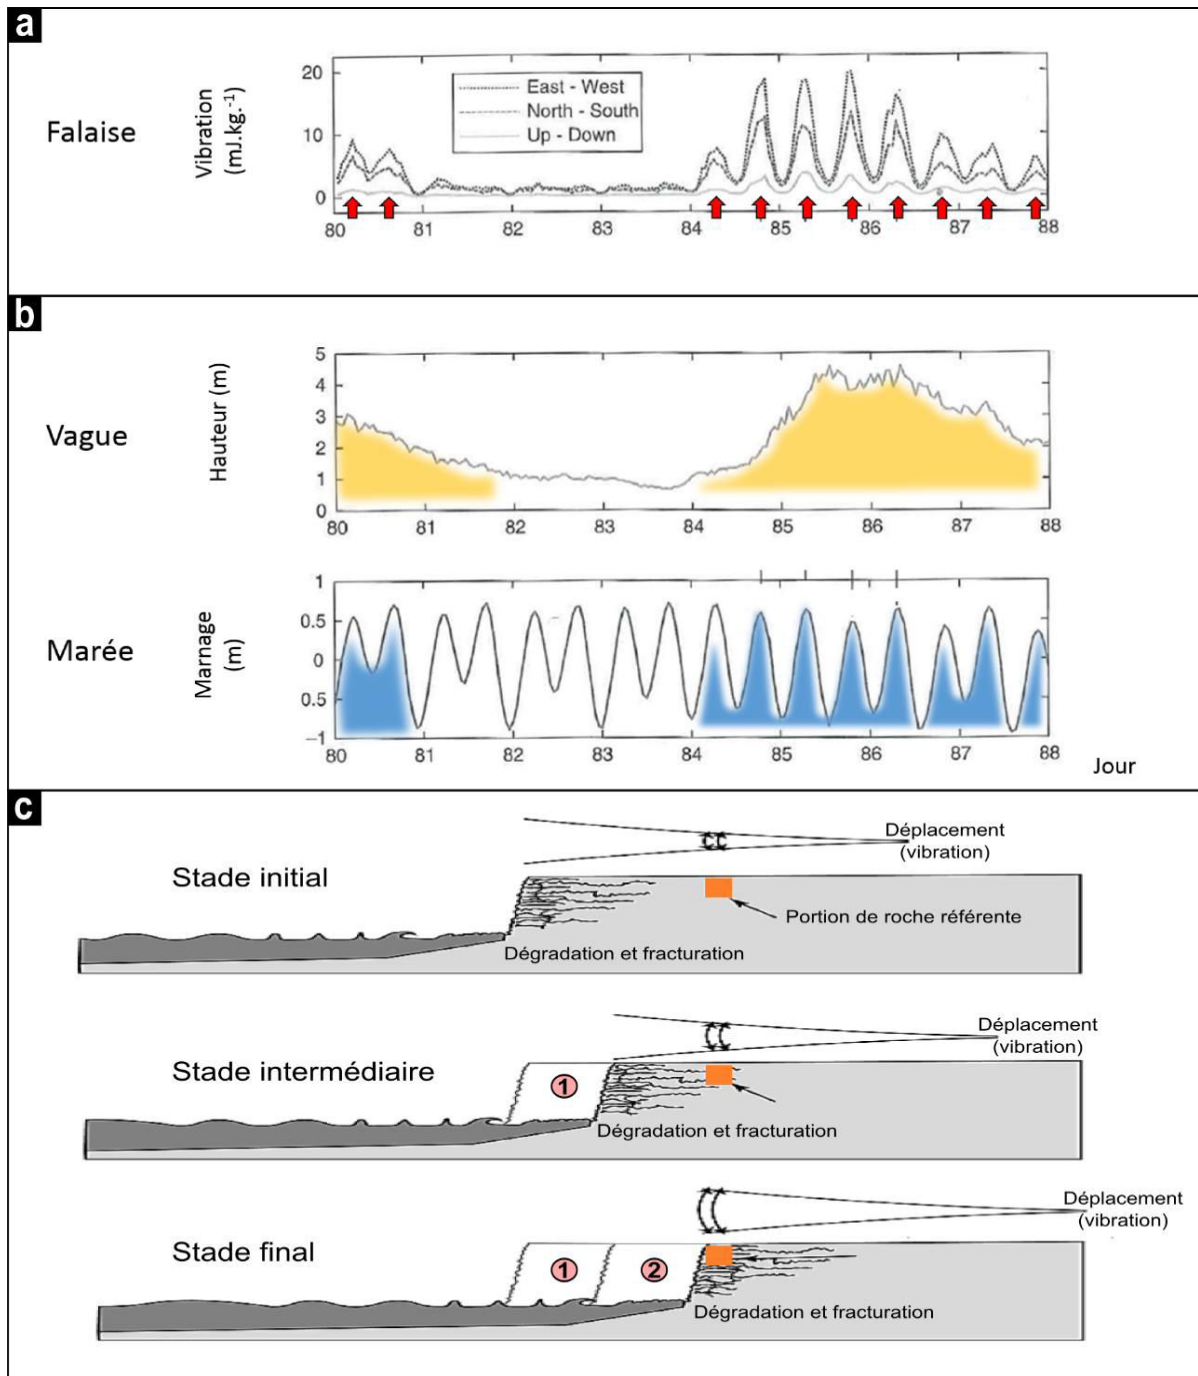 a
Falaise
Vibration
(mJ.kg.-1)
20
10
0
East - West
North - South
Up - Down
80 81 82 83 84 85 86 87 88
b
Vague
Hauteur (m)
5
4
3
2
1
0
80 81 82 83 84 85 86 87 88
Marée
Marnage
(m)
1
0.5
0
0.5
–1
80 81 82 83 84 85 86 87 88
Jour
c
Stade initial
Déplacement
(vibration)
Portion de roche référente
Dégradation et fracturation
Stade intermédiaire
Déplacement
(vibration)
1
Dégradation et fracturation
Stade final
Déplacement
(vibration)
1 2
Dégradation et fracturation